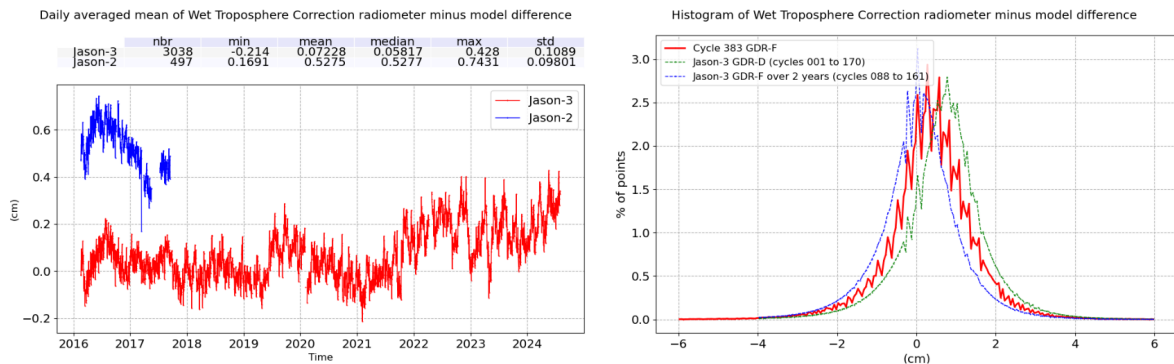 Daily averaged mean of Wet Troposphere Correction radiometer minus model difference
nbr min mean median max std
Jason-3 3038 -0.214 0.07228 0.05817 0.428 0.1089
Jason-2 497 0.1691 0.5275 0.5277 0.7431 0.09801
Jason-3
Jason-2
0.6
0.4
0.2
0.0
−0.2
(cm)
2016 2017 2018 2019 2020 2021 2022 2023 2024
Time
Histogram of Wet Troposphere Correction radiometer minus model difference
Cycle 383 GDR-F
Jason-3 GDR-D (cycles 001 to 170)
Jason-3 GDR-F over 2 years (cycles 088 to 161)
3.0
2.5
2.0
1.5
1.0
0.5
0.0
% of points
−6 −4 −2 0 2 4 6
(cm)